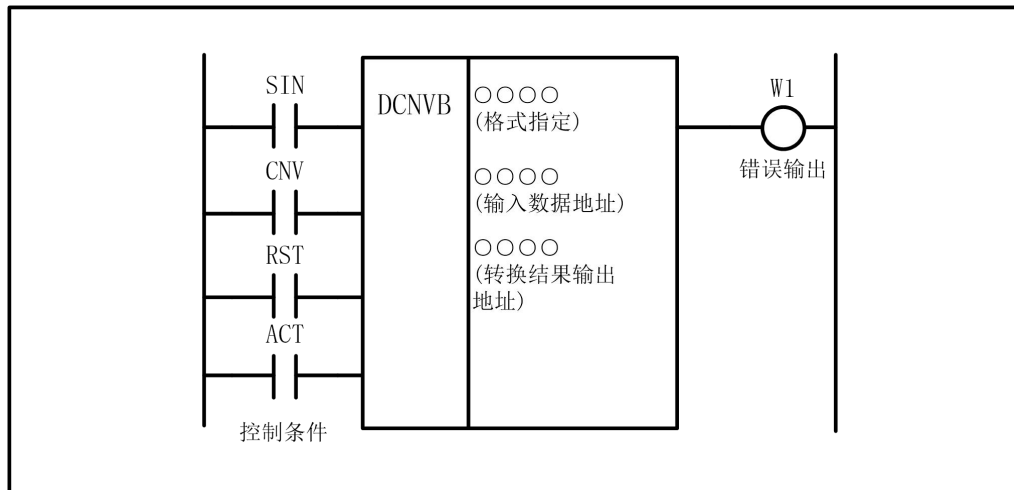 SIN
DCNVB
○○○○
(格式指定)
W1
错误输出
CNV
○○○○
(输入数据地址)
RST
○○○○
(转换结果输出
地址)
ACT
控制条件